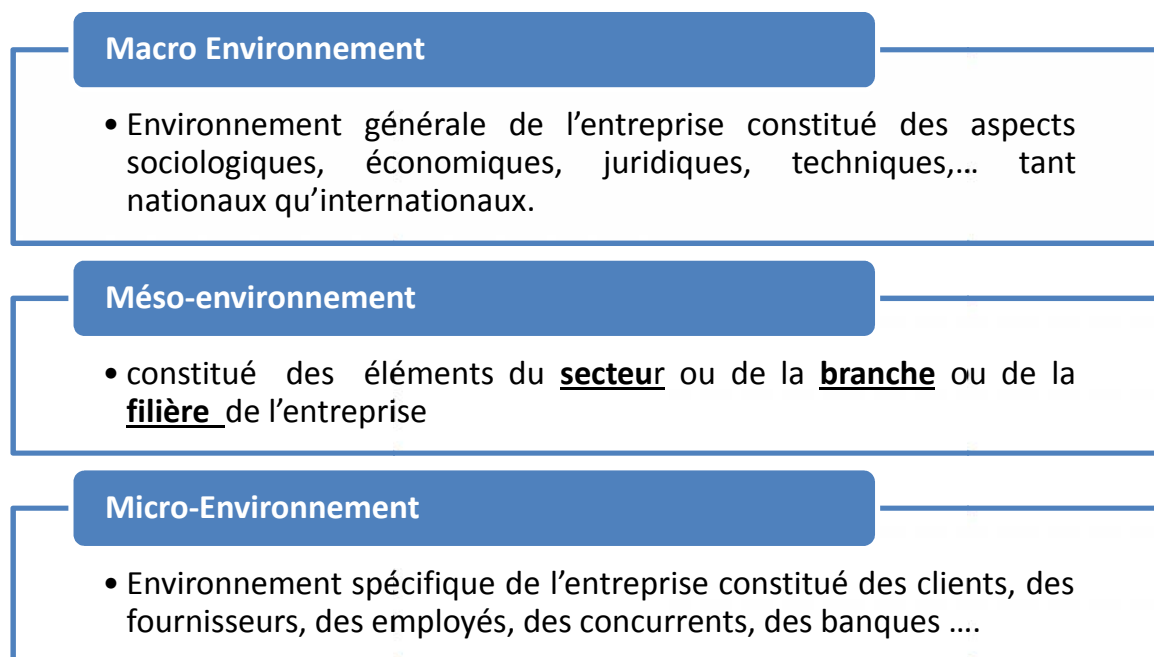 Macro Environnement
• Environnement générale de l’entreprise constitué des aspects
sociologiques, économiques, juridiques, techniques,… tant
nationaux qu’internationaux.
Méso-environnement
• constitué des éléments du secteur ou de la branche ou de la
filière de l’entreprise
Micro-Environnement
• Environnement spécifique de l’entreprise constitué des clients, des
fournisseurs, des employés, des concurrents, des banques ….